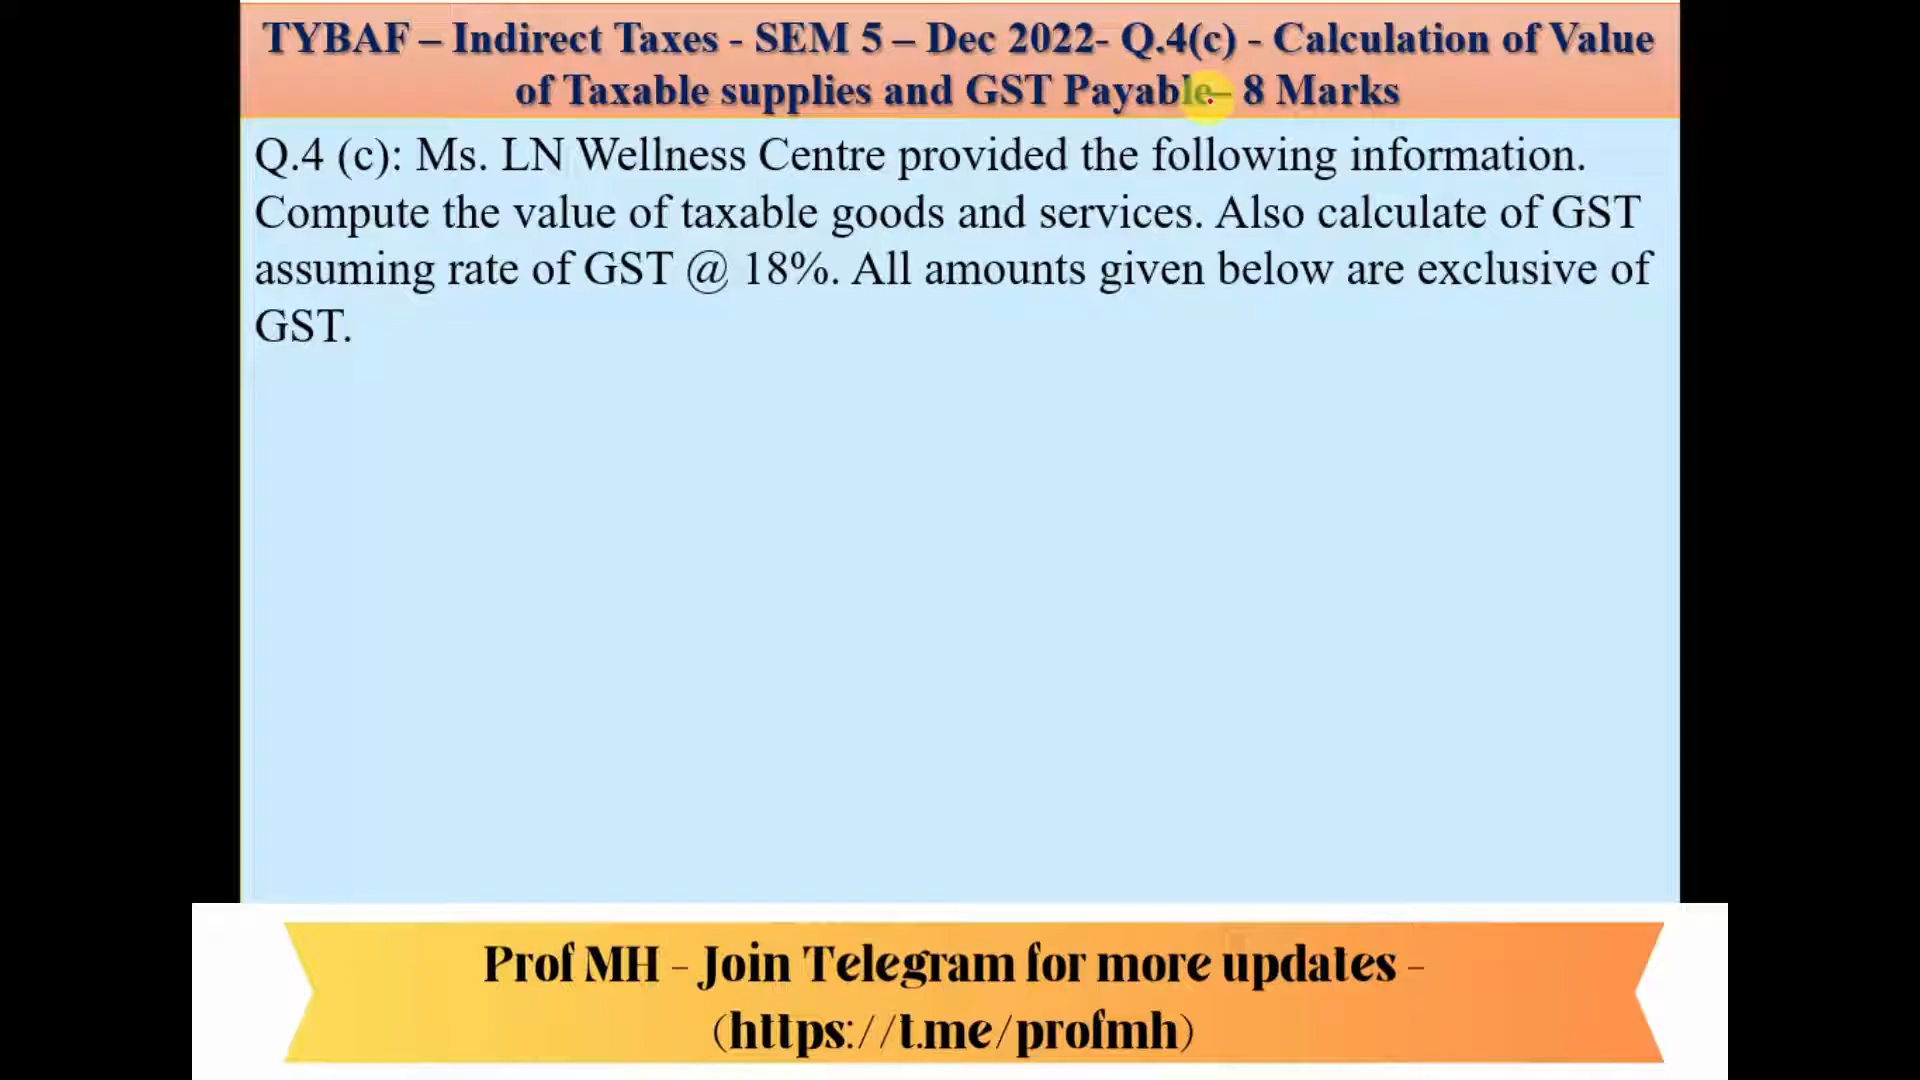 TYBAF – Indirect Taxes - SEM 5 – Dec 2022- Q.4(c) - Calculation of Value
of Taxable supplies and GST Payable– 8 Marks
Q.4 (c): Ms. LN Wellness Centre provided the following information.
Compute the value of taxable goods and services. Also calculate of GST
assuming rate of GST @ 18%. All amounts given below are exclusive of
GST.
Prof MH - Join Telegram for more updates -
(https://t.me/profmh)